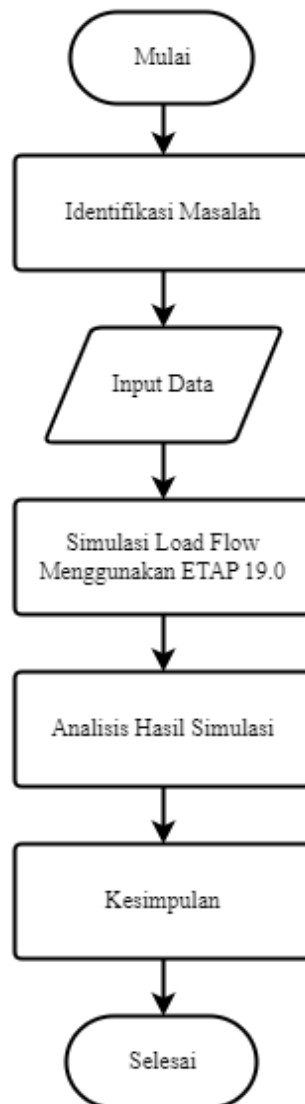 Mulai
Identifikasi Masalah
Input Data
Simulasi Load Flow
Menggunakan ETAP 19.0
Analisis Hasil Simulasi
Kesimpulan
Selesai